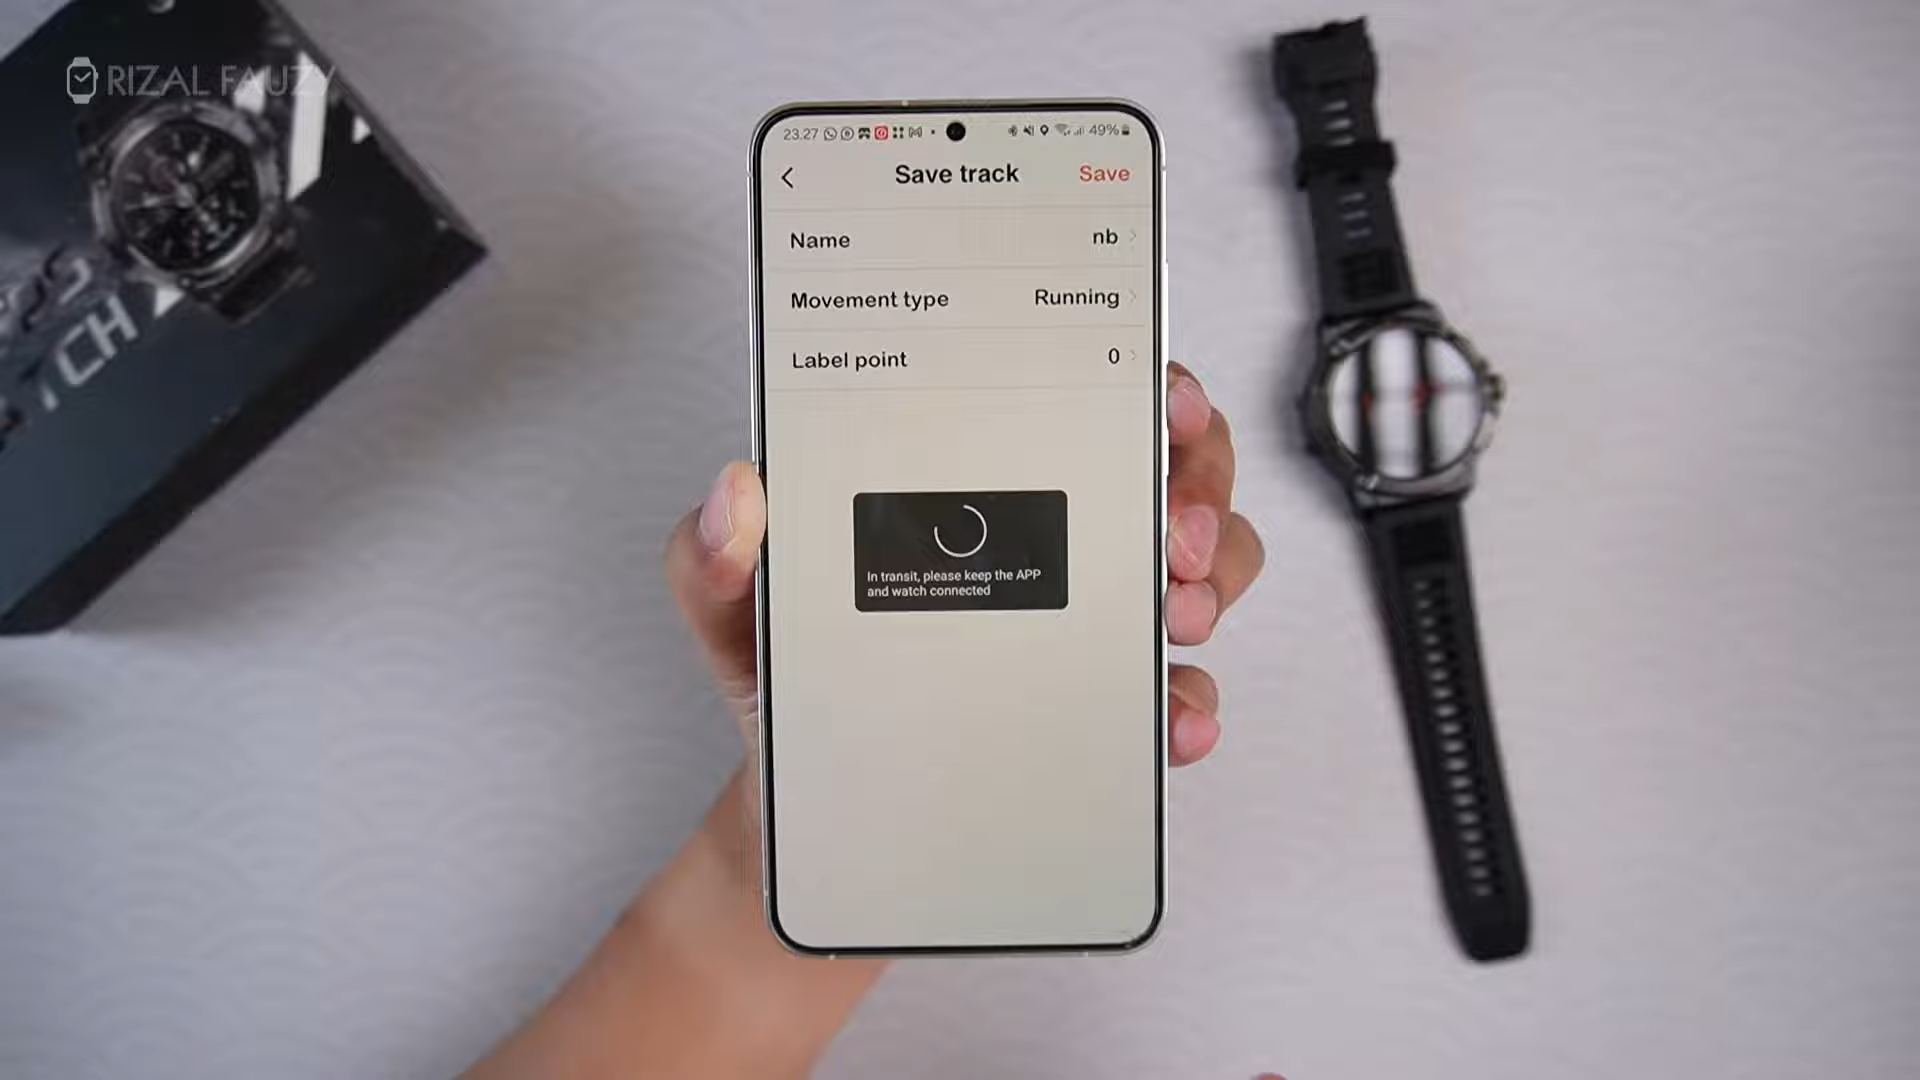 RIZAL FAUZY
23.27
49%
Save track
Save
Name
nb
Movement type
Running
Label point
0
In transit, please keep the APP
and watch connected